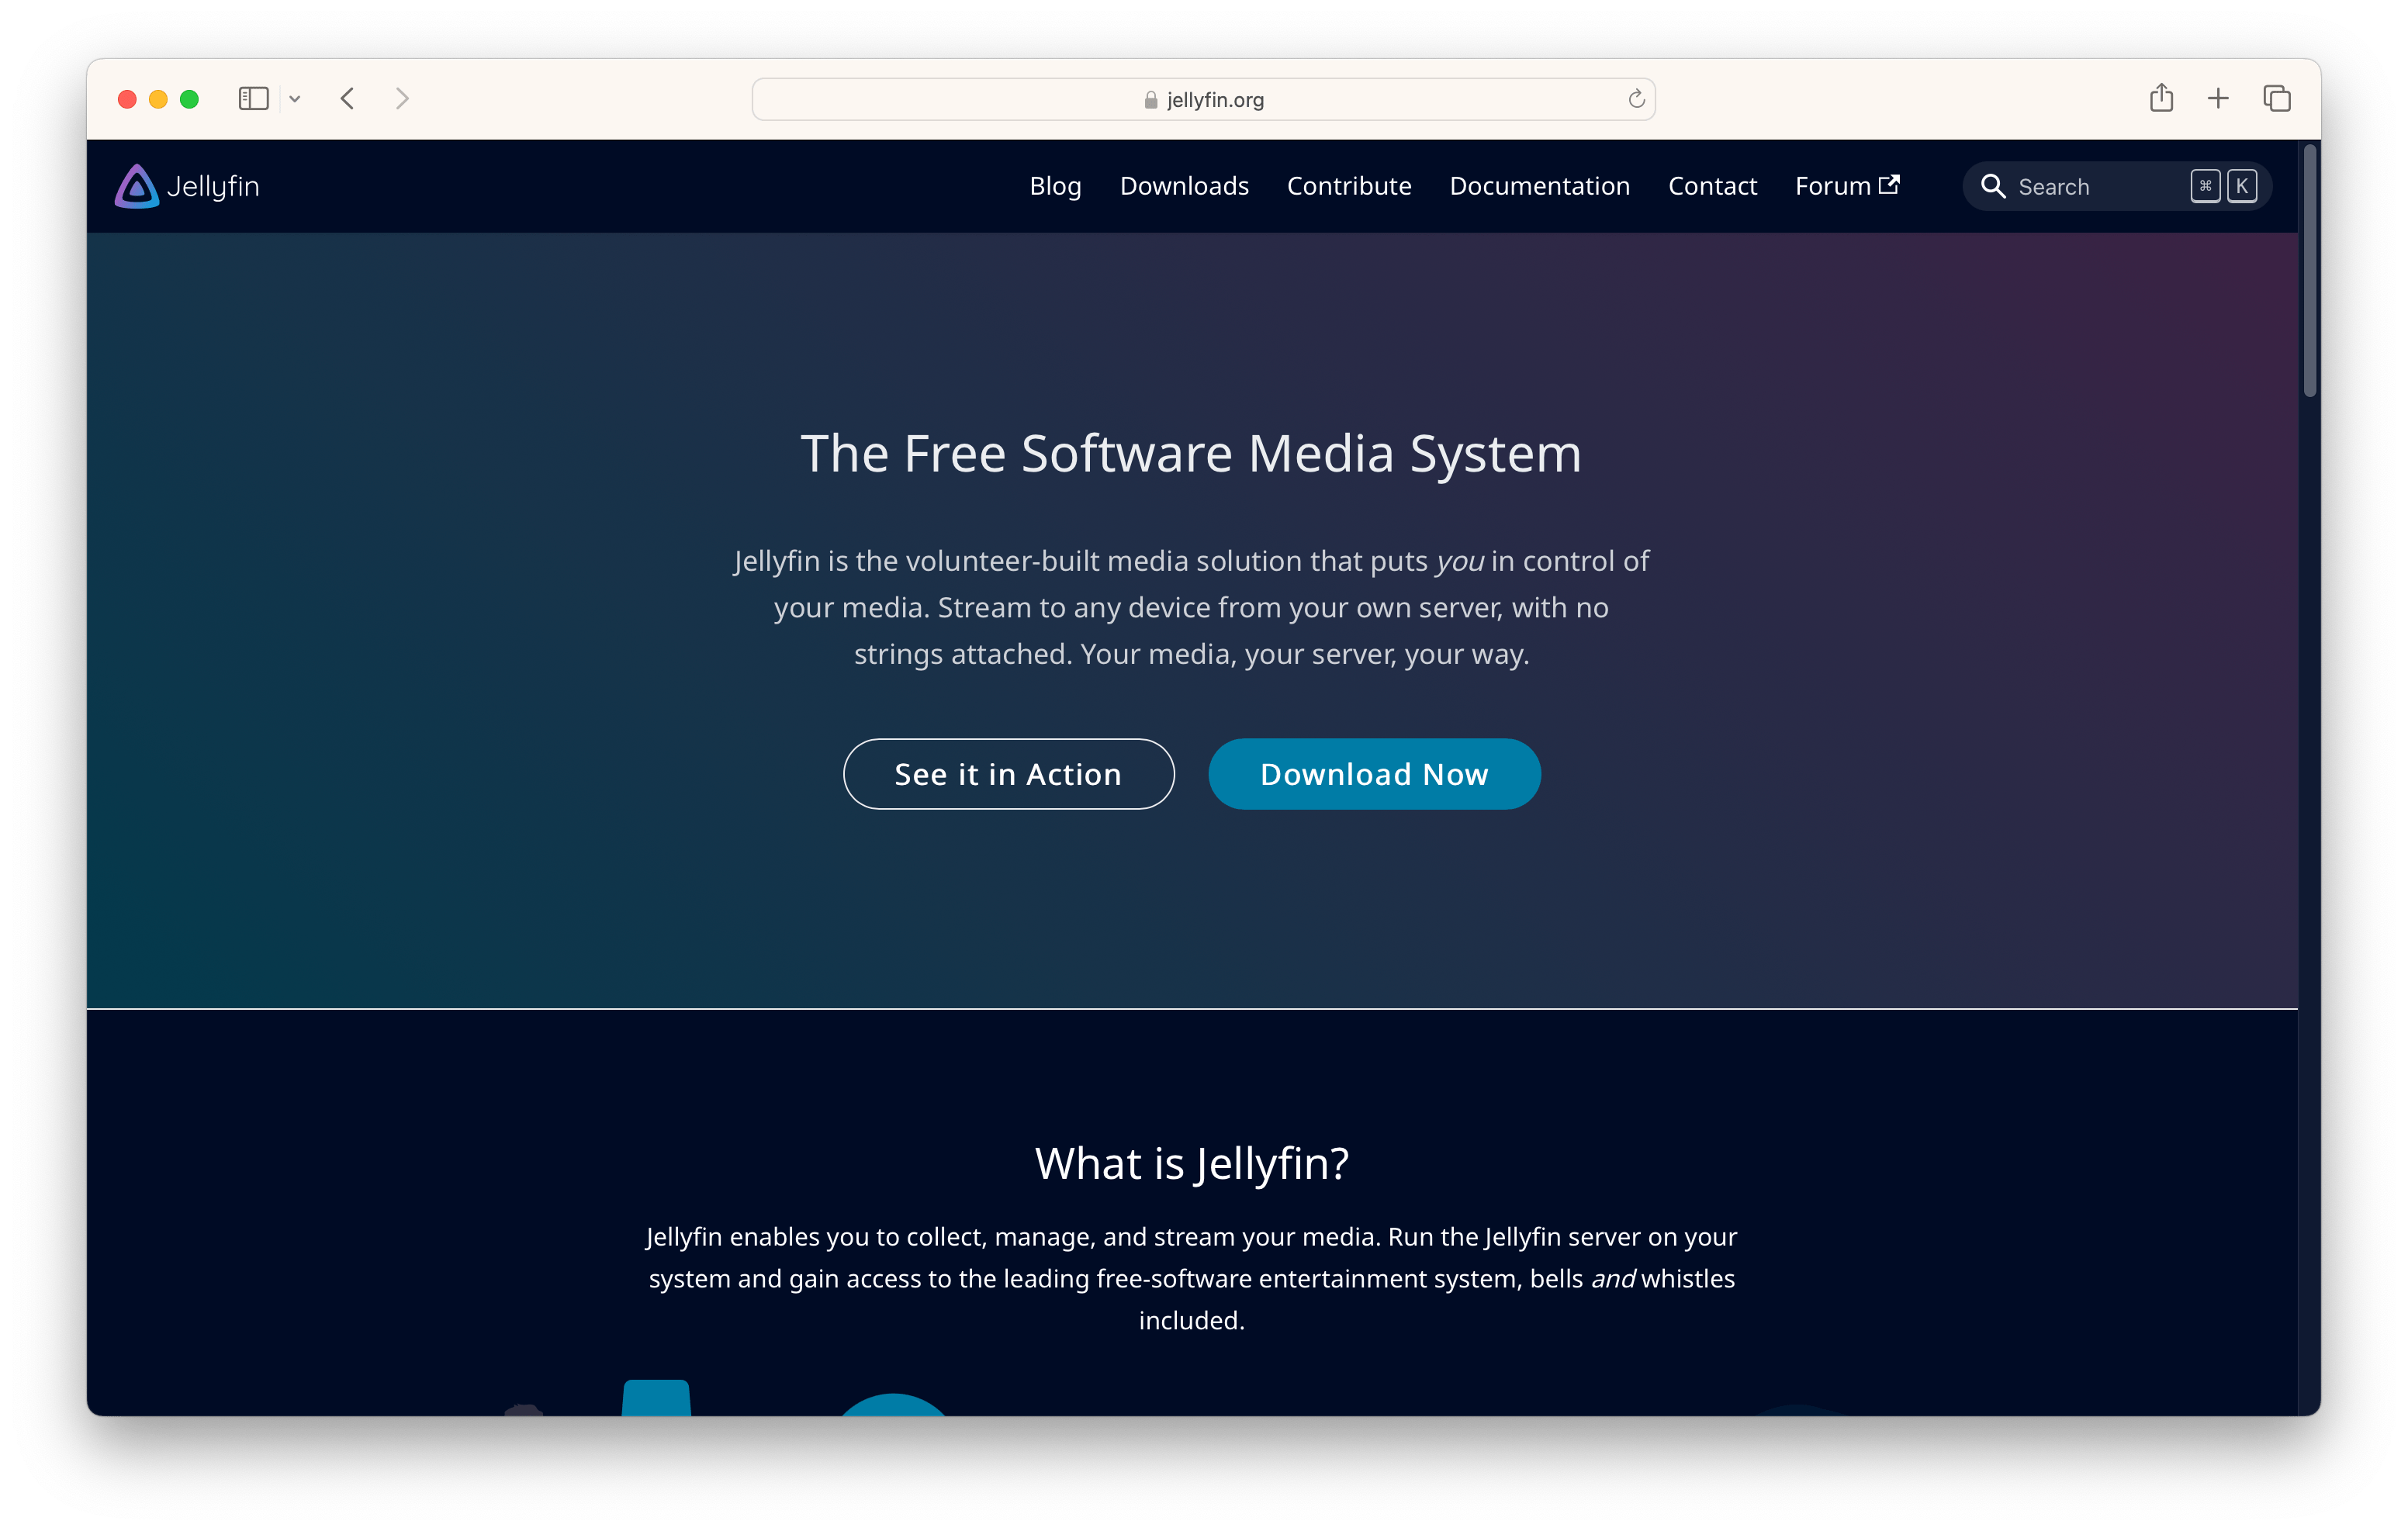 jellyfin.org
Jellyfin
Blog Downloads Contribute Documentation Contact Forum Search ⌘ K
The Free Software Media System
Jellyfin is the volunteer-built media solution that puts you in control of
your media. Stream to any device from your own server, with no
strings attached. Your media, your server, your way.
See it in Action Download Now
What is Jellyfin?
Jellyfin enables you to collect, manage, and stream your media. Run the Jellyfin server on your
system and gain access to the leading free-software entertainment system, bells and whistles
included.